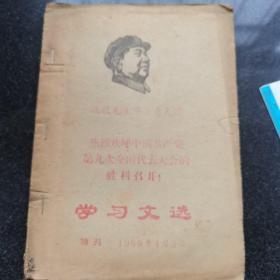 热烈欢呼中国共产党
第九次全国代表大会的
胜利召开！
学习文选
特刊 1969年4月